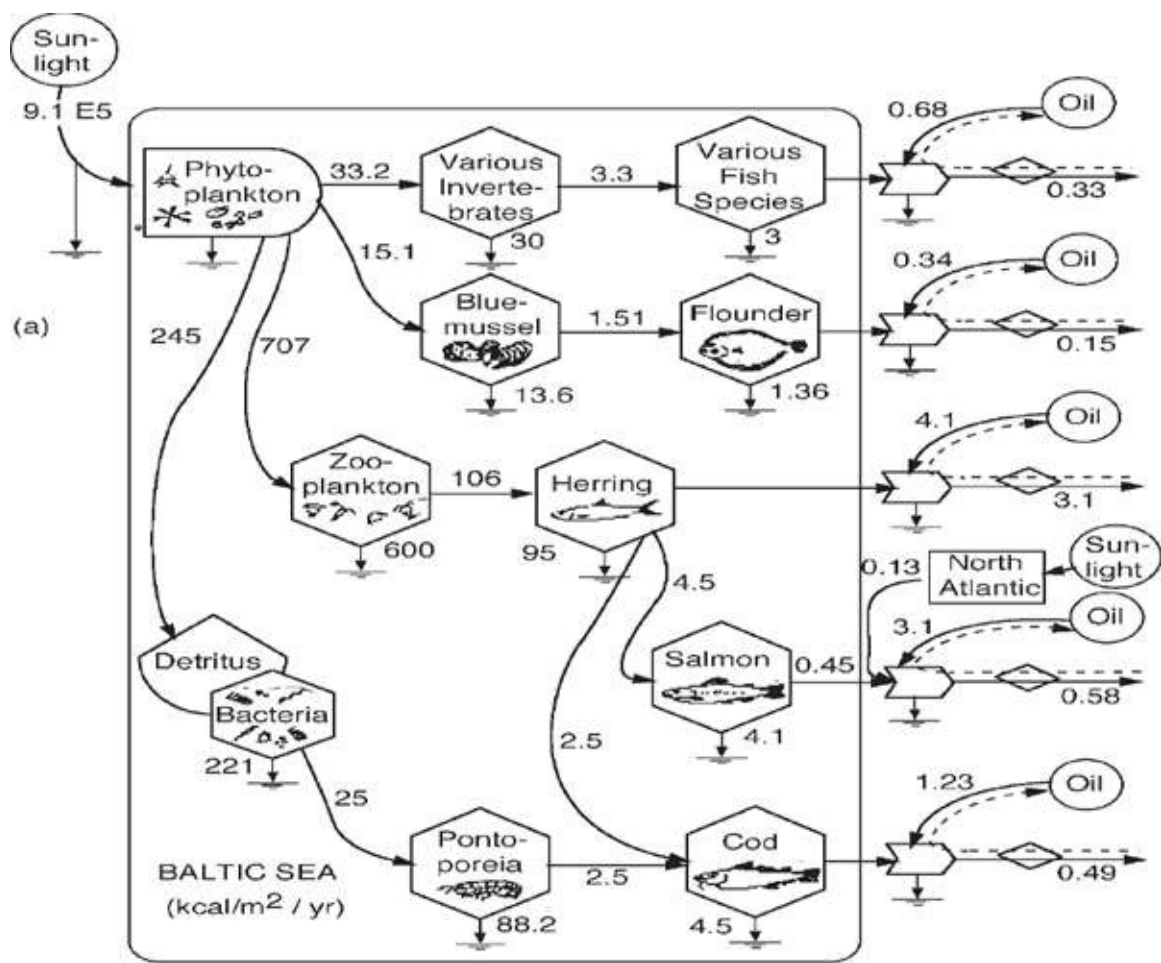 Sun-
light
9.1 E5
Oil
0.68
Phyto-
plankton
33.2
Various
Inverte-
brates
3.3
Various
Fish
Species
0.33
30
3
15.1
Oil
0.34
(a)
245
707
Blue-
mussel
1.51
Flounder
0.15
13.6
1.36
Oil
4.1
Zoo-
plankton
106
Herring
3.1
600
95
4.5
0.13
North
Atlantic
Sun-
light
Oil
3.1
Detritus
Salmon
0.45
0.58
Bacteria
221
4.1
2.5
25
Oil
1.23
Ponto-
poreia
2.5
Cod
0.49
BALTIC SEA
(kcal/m² / yr)
88.2
4.5